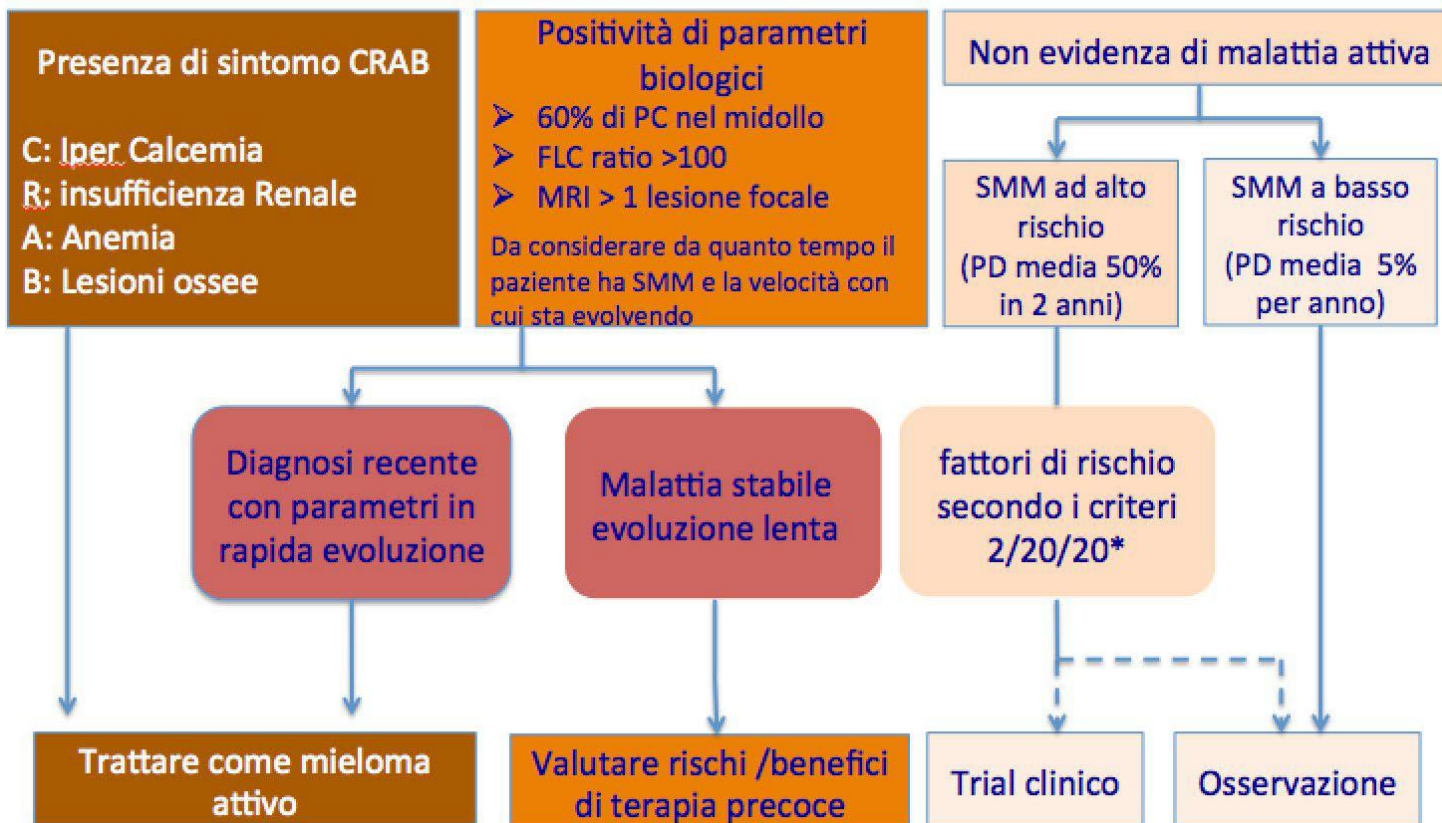 Presenza di sintomo CRAB
C: Iper Calcemia
R: insufficienza Renale
A: Anemia
B: Lesioni ossee
Positività di parametri
biologici
➢ 60% di PC nel midollo
➢ FLC ratio >100
➢ MRI > 1 lesione focale
Da considerare da quanto tempo il
paziente ha SMM e la velocità con
cui sta evolvendo
Non evidenza di malattia attiva
SMM ad alto
rischio
(PD media 50%
in 2 anni)
SMM a basso
rischio
(PD media 5%
per anno)
Diagnosi recente
con parametri in
rapida evoluzione
Malattia stabile
evoluzione lenta
fattori di rischio
secondo i criteri
2/20/20*
Trattare come mieloma
attivo
Valutare rischi /benefici
di terapia precoce
Trial clinico
Osservazione